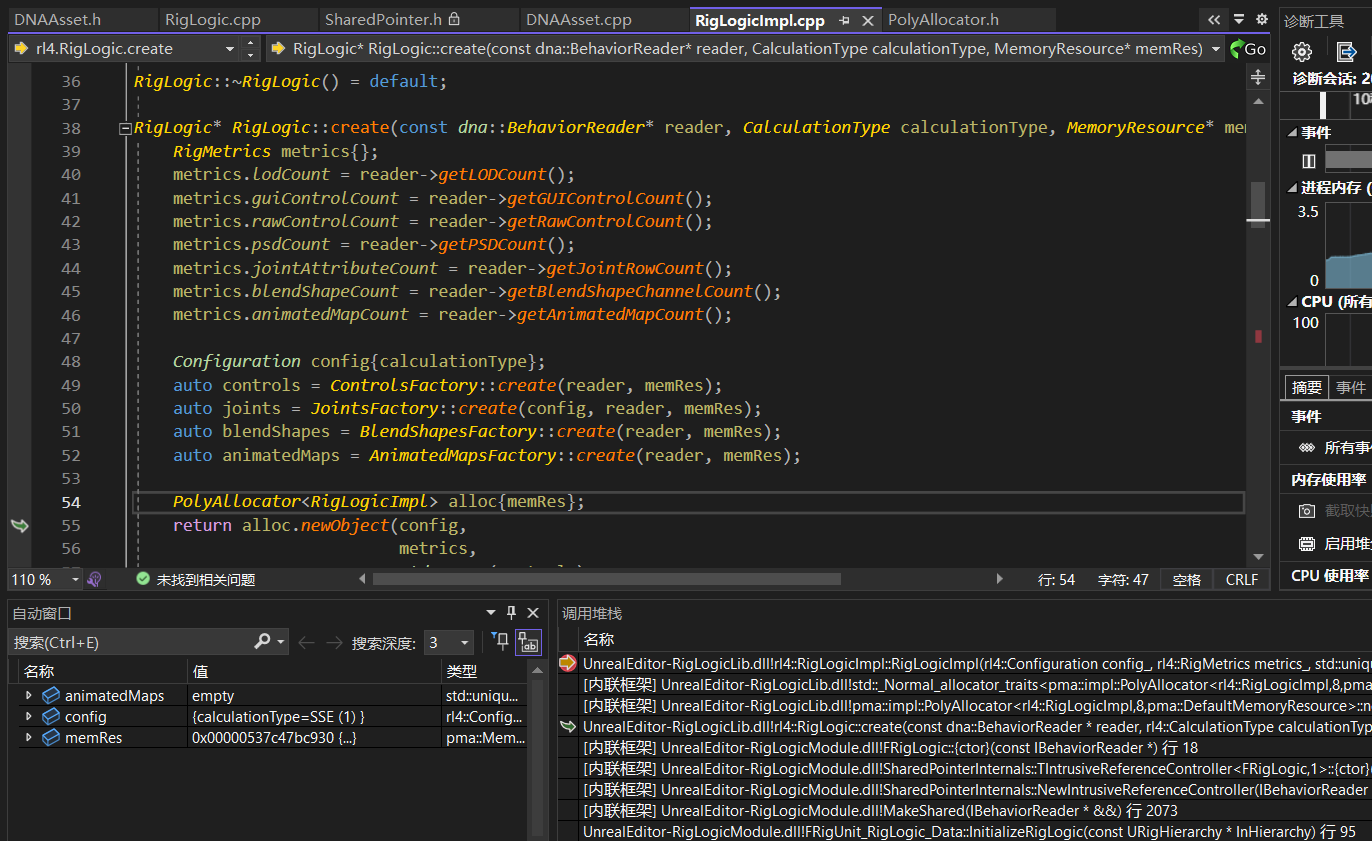 DNAAsset.h RigLogic.cpp SharedPointer.h DNAAsset.cpp RigLogicImpl.cpp PolyAllocator.h
rl4.RigLogic.create RigLogic* RigLogic::create(const dna::BehaviorReader* reader, CalculationType calculationType, MemoryResource* memRes) Go
36 RigLogic::~RigLogic() = default;
37
38 RigLogic* RigLogic::create(const dna::BehaviorReader* reader, CalculationType calculationType, MemoryResource* me
39 RigMetrics metrics{};
40 metrics.lodCount = reader->getLODCount();
41 metrics.guiControlCount = reader->getGUIControlCount();
42 metrics.rawControlCount = reader->getRawControlCount();
43 metrics.psdCount = reader->getPSDCount();
44 metrics.jointAttributeCount = reader->getJointRowCount();
45 metrics.blendShapeCount = reader->getBlendShapeChannelCount();
46 metrics.animatedMapCount = reader->getAnimatedMapCount();
47
48 Configuration config{calculationType};
49 auto controls = ControlsFactory::create(reader, memRes);
50 auto joints = JointsFactory::create(config, reader, memRes);
51 auto blendShapes = BlendShapesFactory::create(reader, memRes);
52 auto animatedMaps = AnimatedMapsFactory::create(reader, memRes);
53
54 PolyAllocator<RigLogicImpl> alloc{memRes};
55 return alloc.newObject(config,
56 metrics,
110 % 未找到相关问题 行: 54 字符: 47 空格 CRLF
诊断工具
诊断会话: 2
10
事件
进程内存 (
3.5
0
CPU (所有
100
摘要 事件
事件
所有事
内存使用率
截取快
启用堆
CPU 使用率
自动窗口
搜索(Ctrl+E) 搜索深度: 3
名称 值 类型
animatedMaps empty std::uniqu...
config {calculationType=SSE (1) } rl4::Config...
memRes 0x00000537c47bc930 {...} pma::Mem...
调用堆栈
名称
UnrealEditor-RigLogicLib.dll!rl4::RigLogicImpl::RigLogicImpl(rl4::Configuration config_, rl4::RigMetrics metrics_, std::uniq
[内联框架] UnrealEditor-RigLogicLib.dll!std::_Normal_allocator_traits<pma::impl::PolyAllocator<rl4::RigLogicImpl,8,pma
[内联框架] UnrealEditor-RigLogicLib.dll!pma::impl::PolyAllocator<rl4::RigLogicImpl,8,pma::DefaultMemoryResource>::n
UnrealEditor-RigLogicLib.dll!rl4::RigLogic::create(const dna::BehaviorReader * reader, rl4::CalculationType calculationTyp
[内联框架] UnrealEditor-RigLogicModule.dll!FRigLogic::{ctor}(const IBehaviorReader *) 行 18
[内联框架] UnrealEditor-RigLogicModule.dll!SharedPointerInternals::TIntrusiveReferenceController<FRigLogic,1>::{ctor}(
[内联框架] UnrealEditor-RigLogicModule.dll!SharedPointerInternals::NewIntrusiveReferenceController(IBehaviorReader
[内联框架] UnrealEditor-RigLogicModule.dll!MakeShared(IBehaviorReader * &&) 行 2073
UnrealEditor-RigLogicModule.dll!FRigUnit_RigLogic_Data::InitializeRigLogic(const URigHierarchy * InHierarchy) 行 95